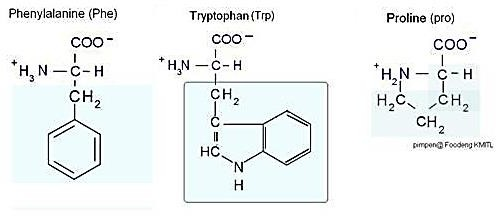 Phenylalanine (Phe)
COO⁻
⁺H₃N – C – H
CH₂
Tryptophan (Trp)
COO⁻
⁺H₃N – C – H
CH₂
C
HC
N
H
Proline (pro)
COO⁻
⁺H₂N C – H
H₂C CH₂
CH₂
pimpen@ Foodeng KMITL